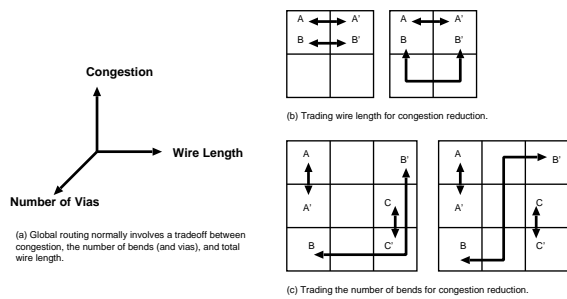 Congestion
Wire Length
Number of Vias
(a) Global routing normally involves a tradeoff between
congestion, the number of bends (and vias), and total
wire length.
A A' A A'
B B' B B'
(b) Trading wire length for congestion reduction.
A B' A B'
A' C A' C
B C' B C'
(c) Trading the number of bends for congestion reduction.